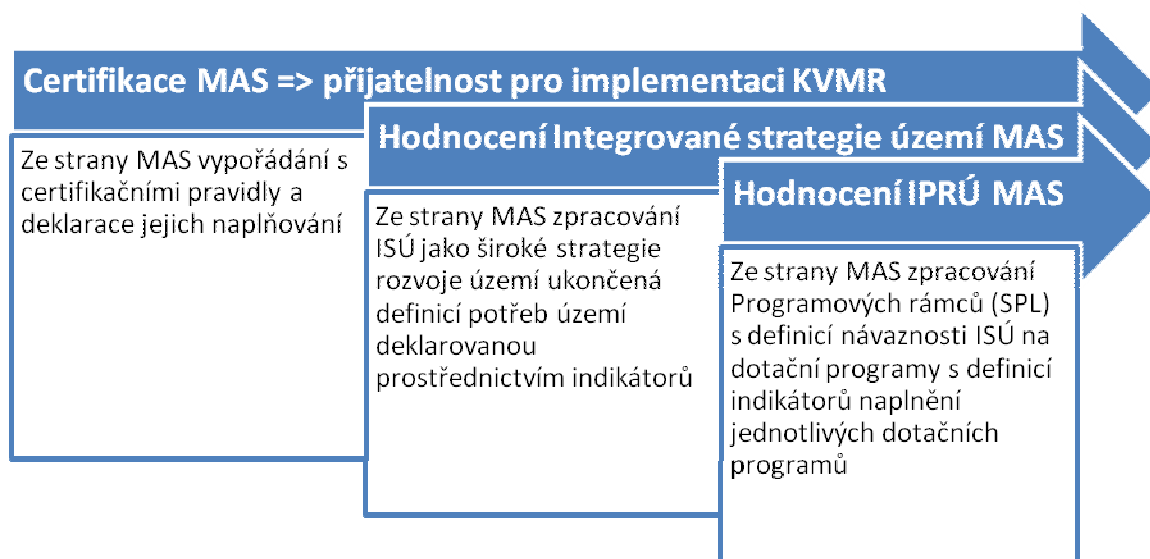 Certifikace MAS => přijatelnost pro implementaci KVMR
Ze strany MAS vypořádání s
certifikačními pravidly a
deklarace jejich naplňování
Hodnocení Integrované strategie území MAS
Ze strany MAS zpracování
ISÚ jako široké strategie
rozvoje území ukončená
definicí potřeb území
deklarovanou
prostřednictvím indikátorů
Hodnocení IPRÚ MAS
Ze strany MAS zpracování
Programových rámců (SPL)
s definicí návaznosti ISÚ na
dotační programy s definicí
indikátorů naplnění
jednotlivých dotačních
programů